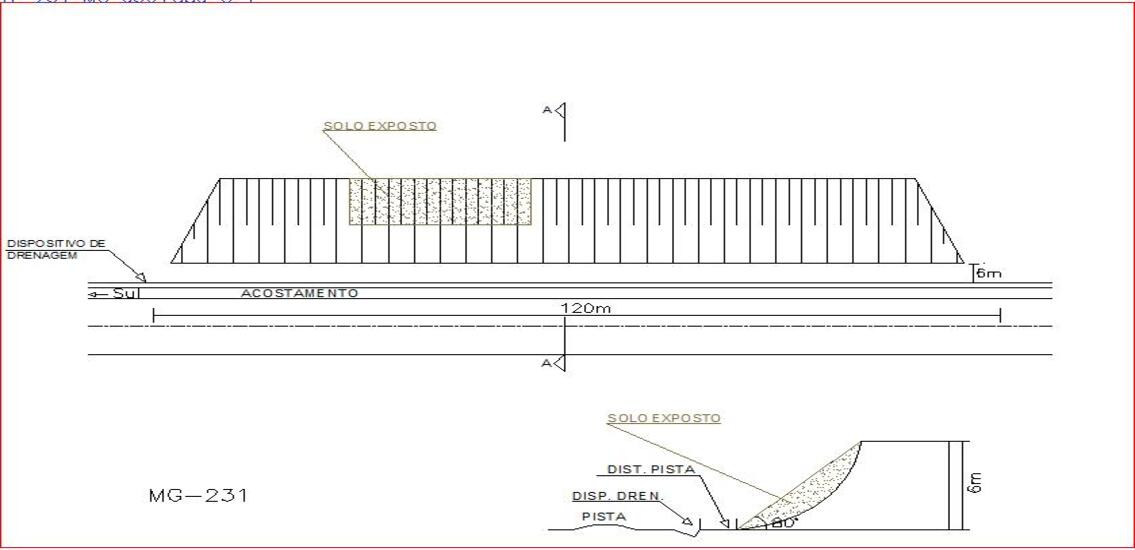 A
SOLO EXPOSTO
DISPOSITIVO DE
DRENAGEM
6m
Sul
ACOSTAMENTO
120m
A
SOLO EXPOSTO
DIST. PISTA
6m
MG-231
DISP. DREN.
PISTA
80°